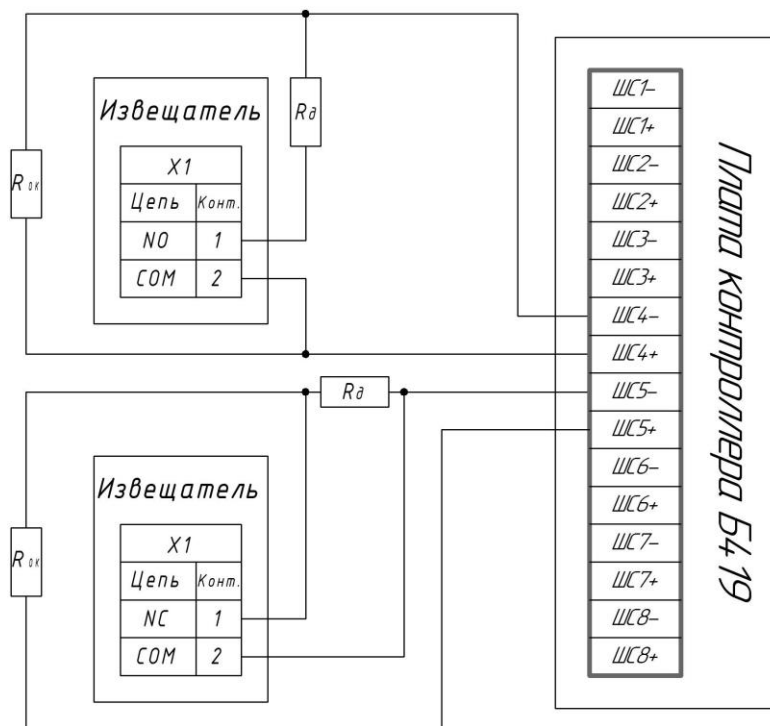 Извещатель
X1
Цепь Конт.
NO 1
COM 2
Rок
Rд
Rд
Извещатель
X1
Цепь Конт.
NC 1
COM 2
Rок
ШС1-
ШС1+
ШС2-
ШС2+
ШС3-
ШС3+
ШС4-
ШС4+
ШС5-
ШС5+
ШС6-
ШС6+
ШС7-
ШС7+
ШС8-
ШС8+
Плата контроллера Б419